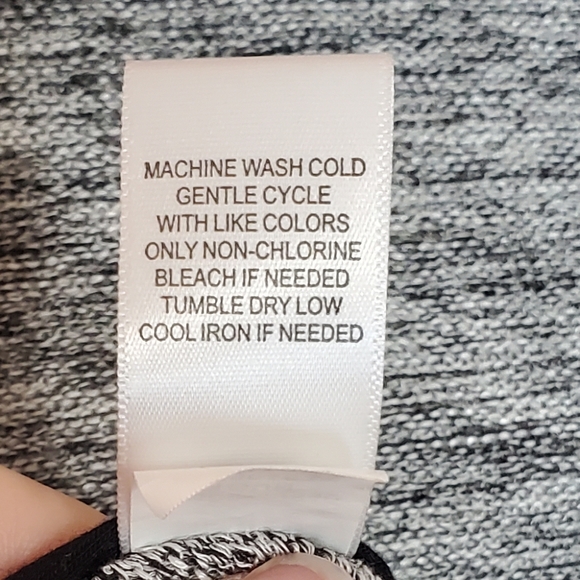 MACHINE WASH COLD
GENTLE CYCLE
WITH LIKE COLORS
ONLY NON-CHLORINE
BLEACH IF NEEDED
TUMBLE DRY LOW
COOL IRON IF NEEDED